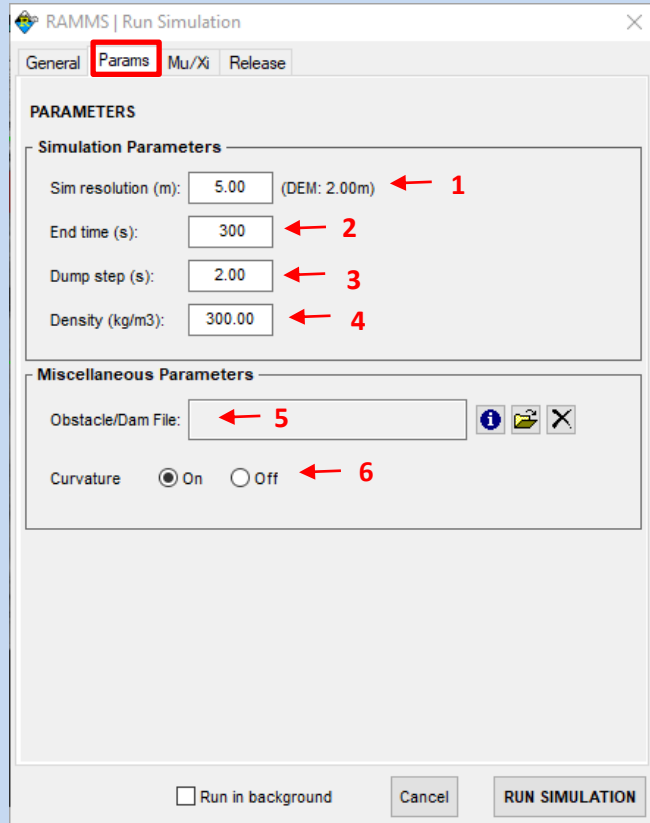 RAMMS | Run Simulation
General Params Mu/Xi Release
PARAMETERS
Simulation Parameters
Sim resolution (m): 5.00 (DEM: 2.00m) 1
End time (s): 300 2
Dump step (s): 2.00 3
Density (kg/m3): 300.00 4
Miscellaneous Parameters
Obstacle/Dam File: 5
Curvature On Off 6
Run in background Cancel RUN SIMULATION